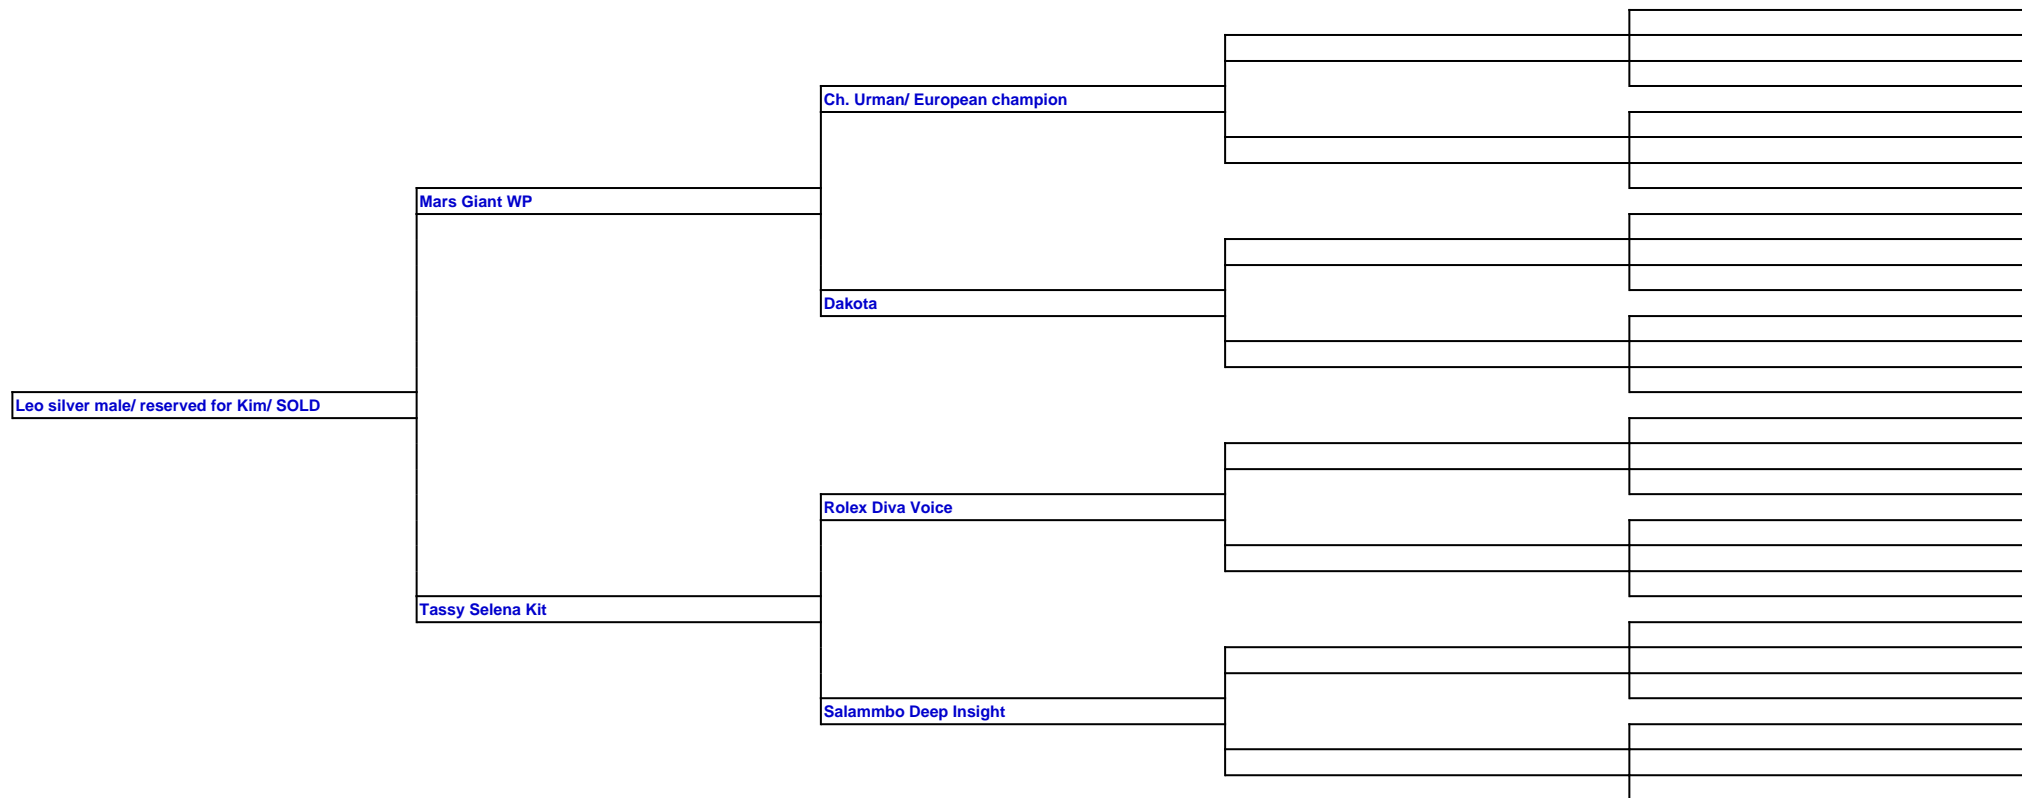 Ch. Urman/ European champion
Mars Giant WP
Dakota
Leo silver male/ reserved for Kim/ SOLD
Rolex Diva Voice
Tassy Selena Kit
Salammbo Deep Insight